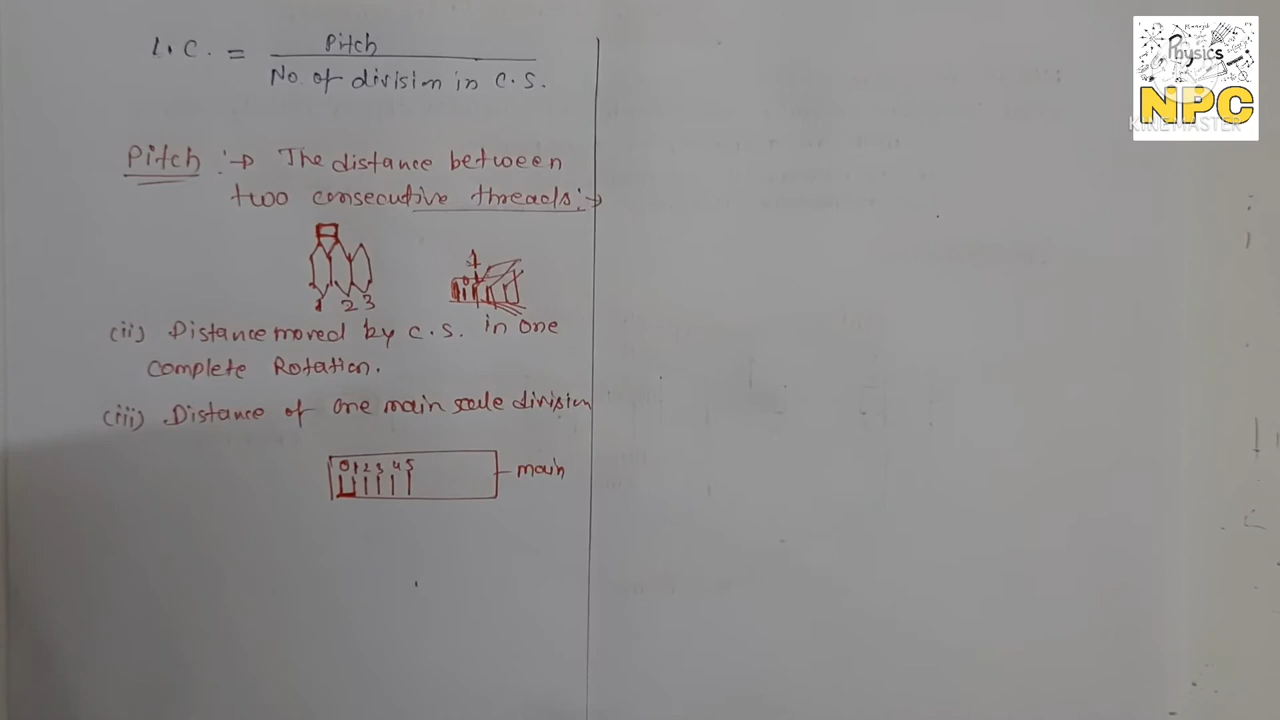 L.C. = Pitch
No. of division in C.S.
Pitch :→ The distance between
two consecutive threads:→
1 2 3
(ii) Distance moved by C.S. in one
complete Rotation.
(iii) Distance of one main scale division
0 1 2 3 4 5
main
Physics
NPC
KINEMASTER